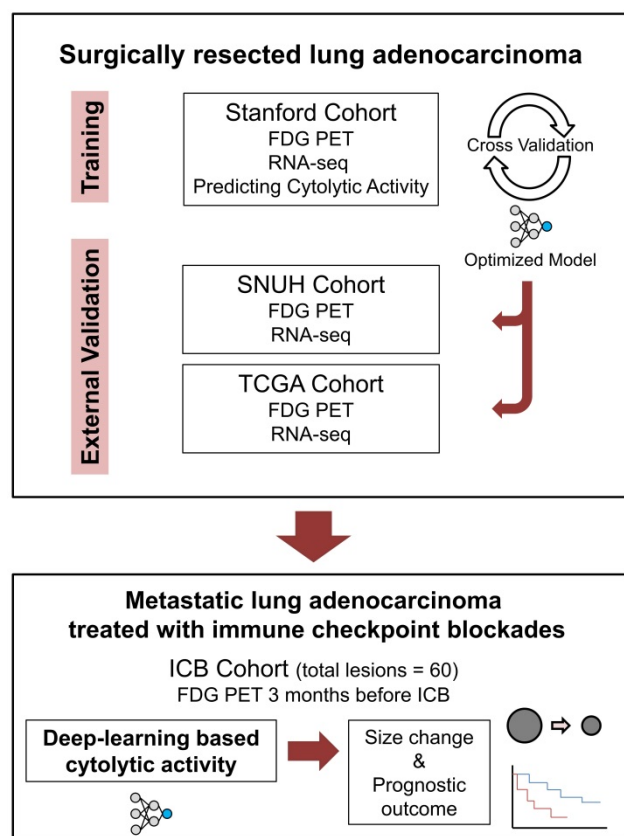 Surgically resected lung adenocarcinoma
Training
Stanford Cohort
FDG PET
RNA-seq
Predicting Cytolytic Activity
Cross Validation
Optimized Model
External Validation
SNUH Cohort
FDG PET
RNA-seq
TCGA Cohort
FDG PET
RNA-seq
Metastatic lung adenocarcinoma
treated with immune checkpoint blockades
ICB Cohort (total lesions = 60)
FDG PET 3 months before ICB
Deep-learning based
cytolytic activity
Size change
&
Prognostic
outcome